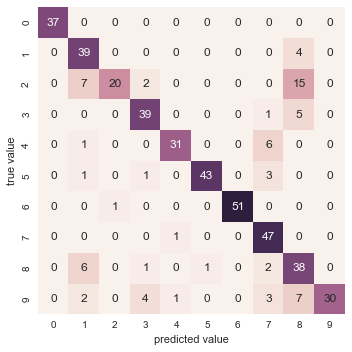 0 37 0 0 0 0 0 0 0 0 0
1 0 39 0 0 0 0 0 0 4 0
2 0 7 20 2 0 0 0 0 15 0
3 0 0 0 39 0 0 0 1 5 0
4 0 1 0 0 31 0 0 6 0 0
5 0 1 0 1 0 43 0 3 0 0
6 0 0 1 0 0 0 51 0 0 0
7 0 0 0 0 1 0 0 47 0 0
8 0 6 0 1 0 1 0 2 38 0
9 0 2 0 4 1 0 0 3 7 30
0 1 2 3 4 5 6 7 8 9
true value
predicted value